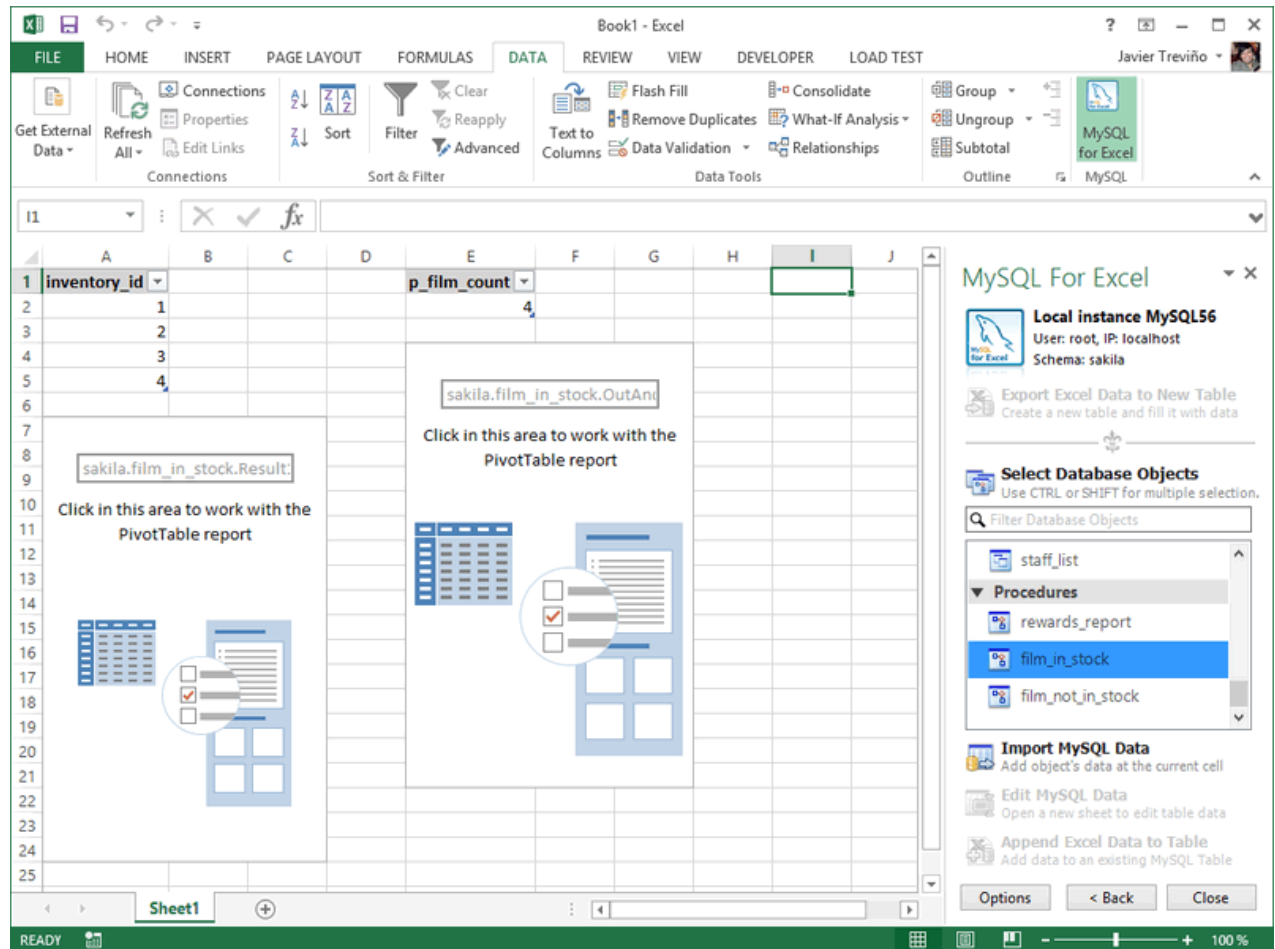 Book1 - Excel
?
FILE HOME INSERT PAGE LAYOUT FORMULAS DATA REVIEW VIEW DEVELOPER LOAD TEST Javier Treviño
Get External Data
Refresh All
Connections
Properties
Edit Links
Connections
A Z
Z A
Z A A Z
Sort
Filter
Clear
Reapply
Advanced
Sort & Filter
Text to Columns
Flash Fill
Remove Duplicates
Data Validation
Consolidate
What-If Analysis
Relationships
Data Tools
Group
Ungroup
Subtotal
Outline
MySQL for Excel
MySQL
I1
fx
A B C D E F G H I J
1 inventory_id p_film_count
2 1 4
3 2
4 3
5 4
6
7
8
9
10
11
12
13
14
15
16
17
18
19
20
21
22
23
24
25
sakila.film_in_stock.Result1
Click in this area to work with the
PivotTable report
sakila.film_in_stock.OutAnd
Click in this area to work with the
PivotTable report
Sheet1
READY
100 %
MySQL For Excel
Local instance MySQL56
User: root, IP: localhost
Schema: sakila
MySQL
for Excel
Export Excel Data to New Table
Create a new table and fill it with data
Select Database Objects
Use CTRL or SHIFT for multiple selection.
Filter Database Objects
staff_list
Procedures
rewards_report
film_in_stock
film_not_in_stock
Import MySQL Data
Add object's data at the current cell
Edit MySQL Data
Open a new sheet to edit table data
Append Excel Data to Table
Add data to an existing MySQL Table
Options
< Back
Close